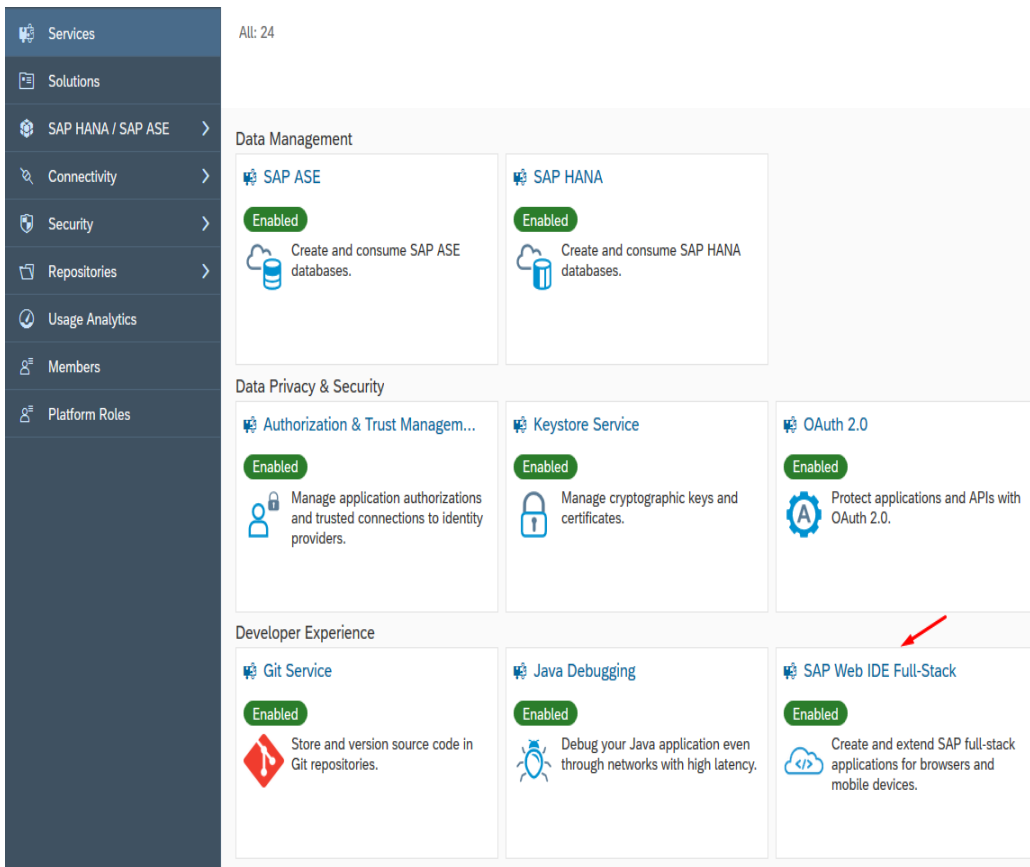 Services
Solutions
SAP HANA / SAP ASE
Connectivity
Security
Repositories
Usage Analytics
Members
Platform Roles
All: 24
Data Management
SAP ASE
Enabled
Create and consume SAP ASE
databases.
SAP HANA
Enabled
Create and consume SAP HANA
databases.
Data Privacy & Security
Authorization & Trust Managem...
Enabled
Manage application authorizations
and trusted connections to identity
providers.
Keystore Service
Enabled
Manage cryptographic keys and
certificates.
OAuth 2.0
Enabled
A
Protect applications and APIs with
OAuth 2.0.
Developer Experience
Git Service
Enabled
Store and version source code in
Git repositories.
Java Debugging
Enabled
Debug your Java application even
through networks with high latency.
SAP Web IDE Full-Stack
Enabled
</>
Create and extend SAP full-stack
applications for browsers and
mobile devices.